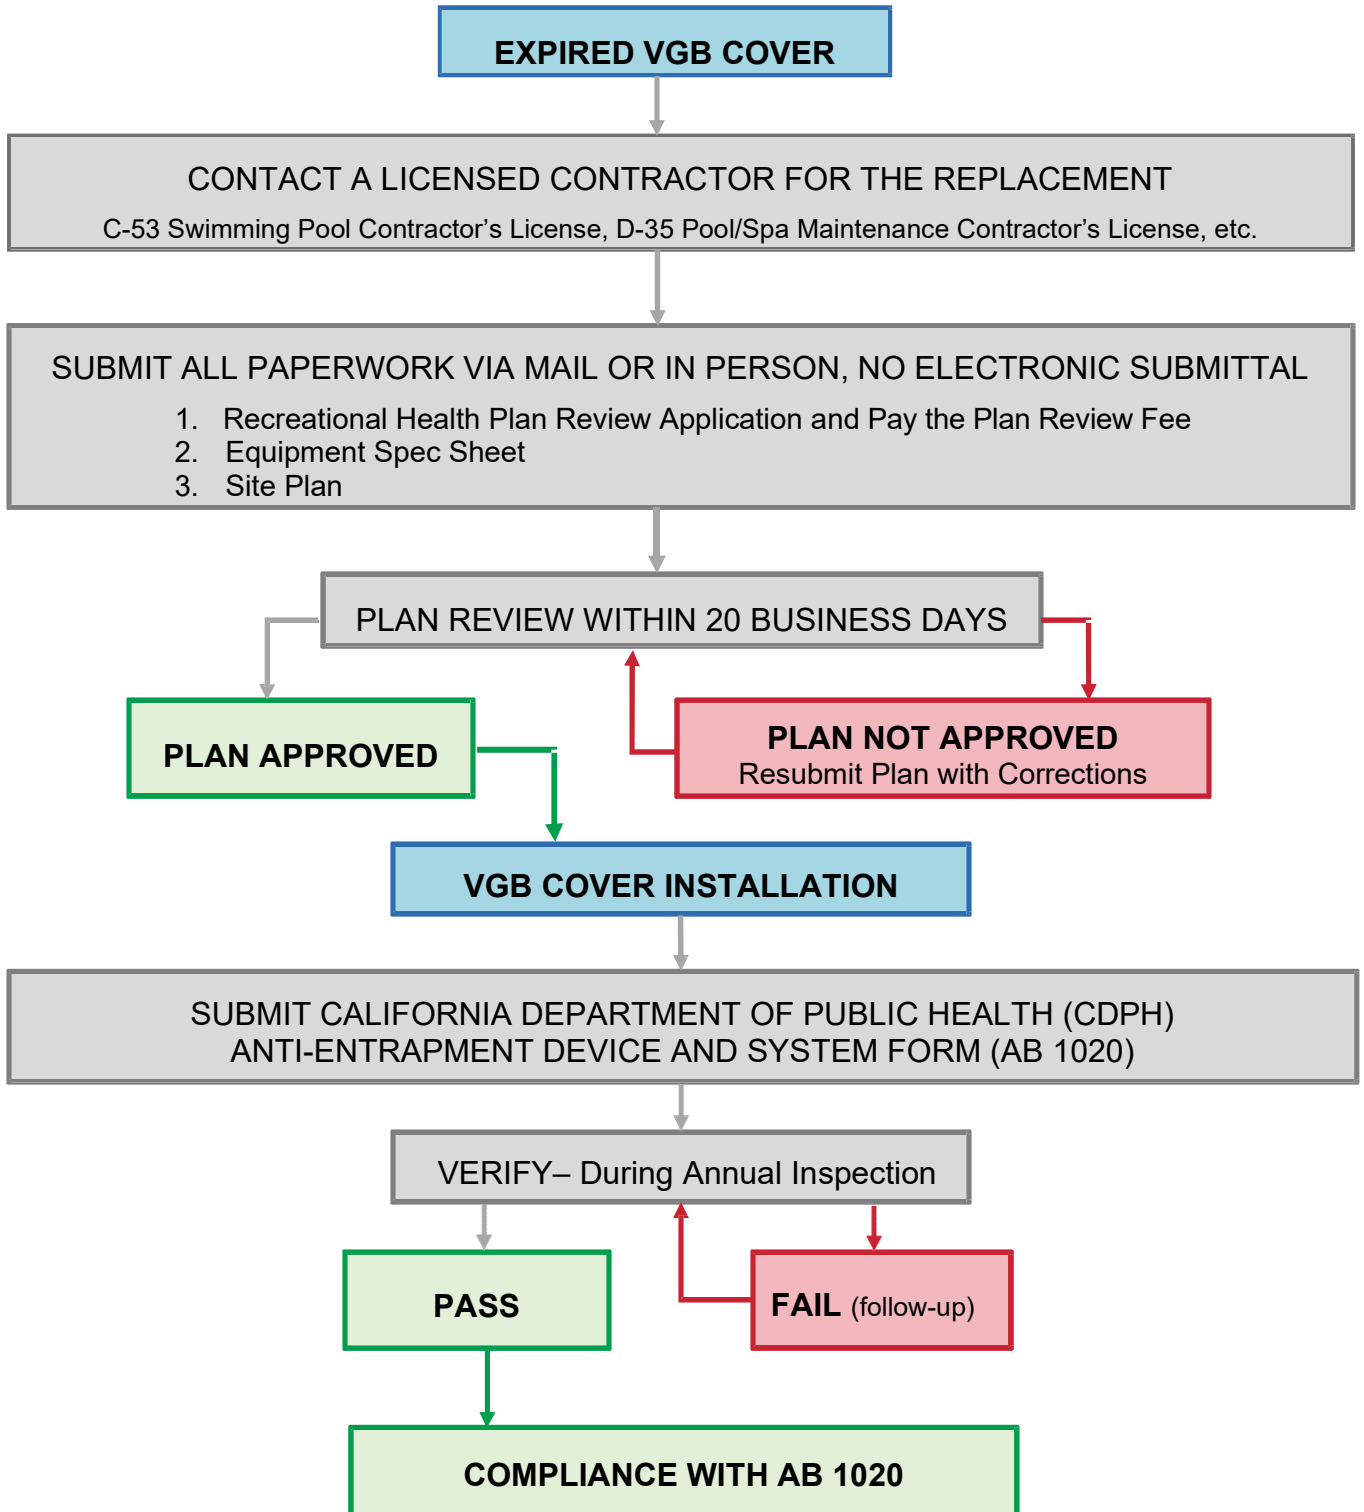 EXPIRED VGB COVER
CONTACT A LICENSED CONTRACTOR FOR THE REPLACEMENT
C-53 Swimming Pool Contractor’s License, D-35 Pool/Spa Maintenance Contractor’s License, etc.
SUBMIT ALL PAPERWORK VIA MAIL OR IN PERSON, NO ELECTRONIC SUBMITTAL
1. Recreational Health Plan Review Application and Pay the Plan Review Fee
2. Equipment Spec Sheet
3. Site Plan
PLAN REVIEW WITHIN 20 BUSINESS DAYS
PLAN APPROVED
PLAN NOT APPROVED
Resubmit Plan with Corrections
VGB COVER INSTALLATION
SUBMIT CALIFORNIA DEPARTMENT OF PUBLIC HEALTH (CDPH)
ANTI-ENTRAPMENT DEVICE AND SYSTEM FORM (AB 1020)
VERIFY– During Annual Inspection
PASS
FAIL (follow-up)
COMPLIANCE WITH AB 1020